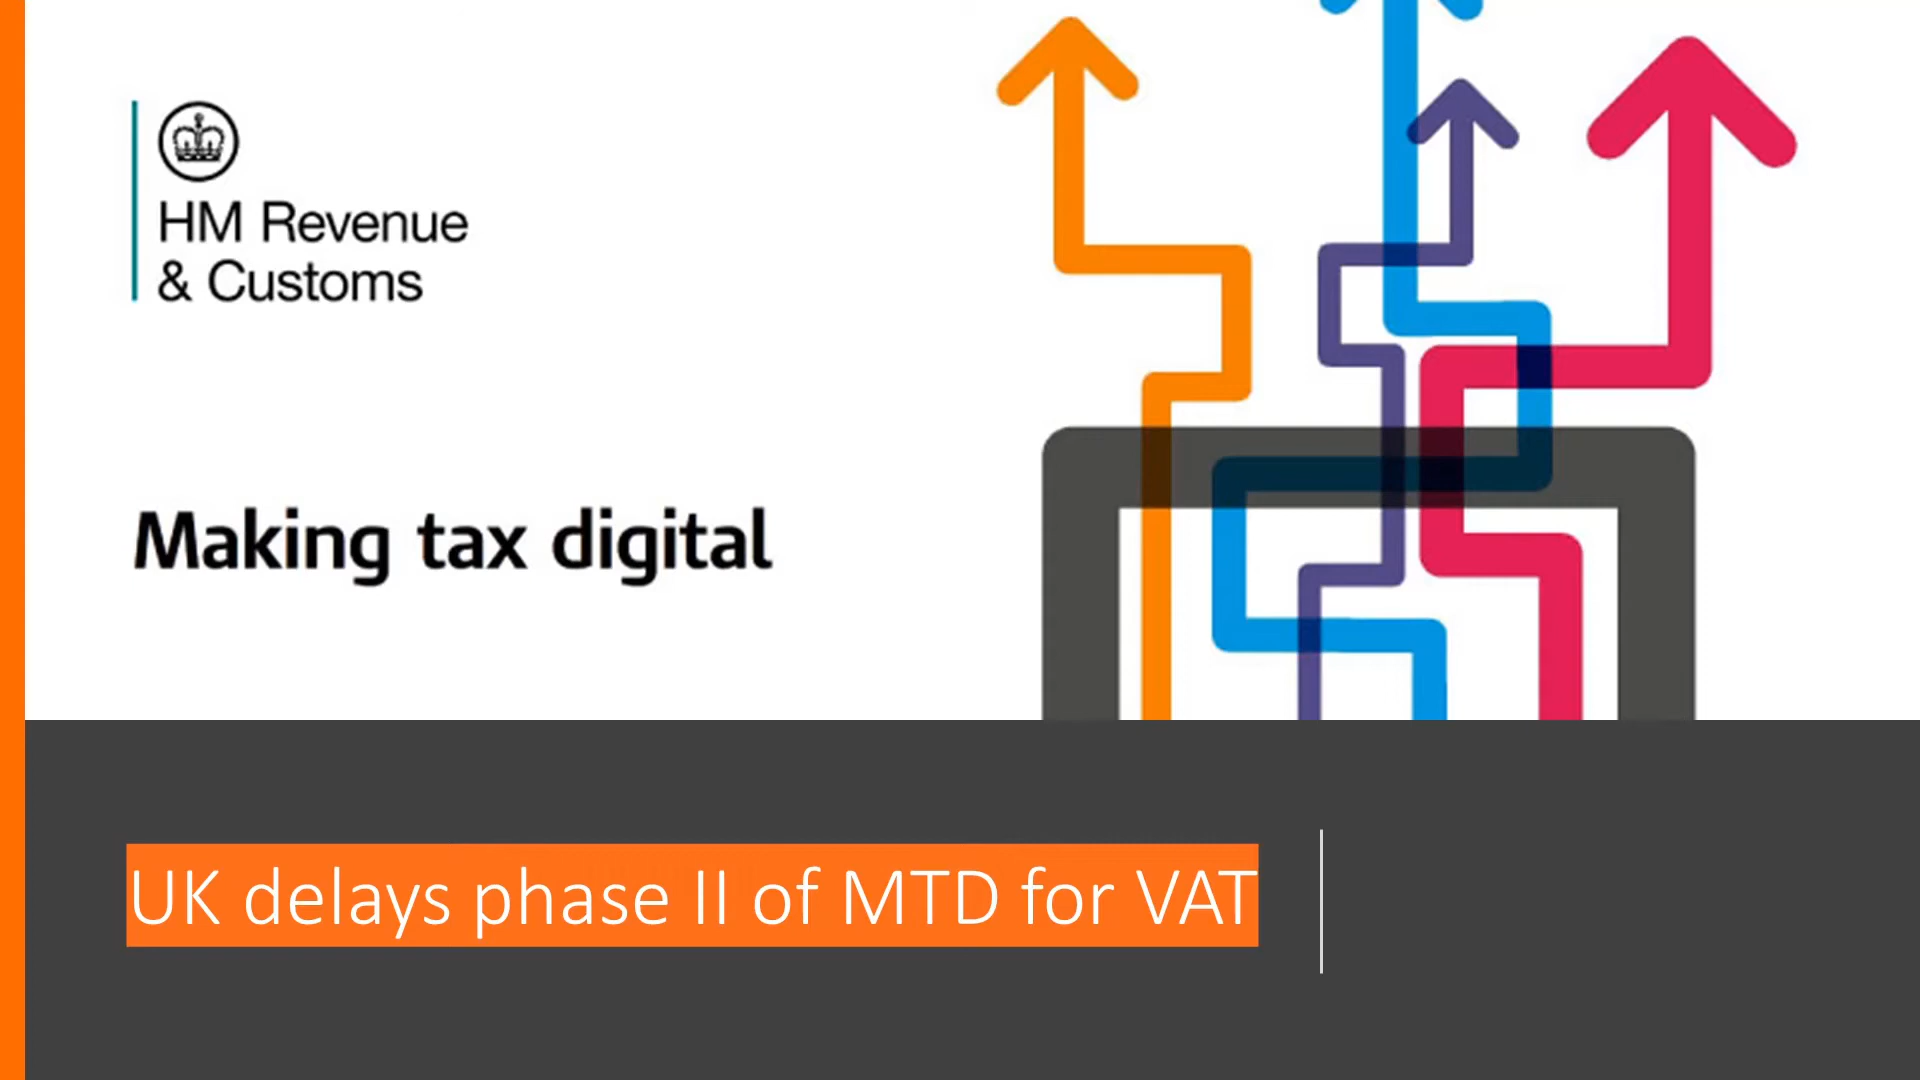 HM Revenue
& Customs
Making tax digital
UK delays phase II of MTD for VAT